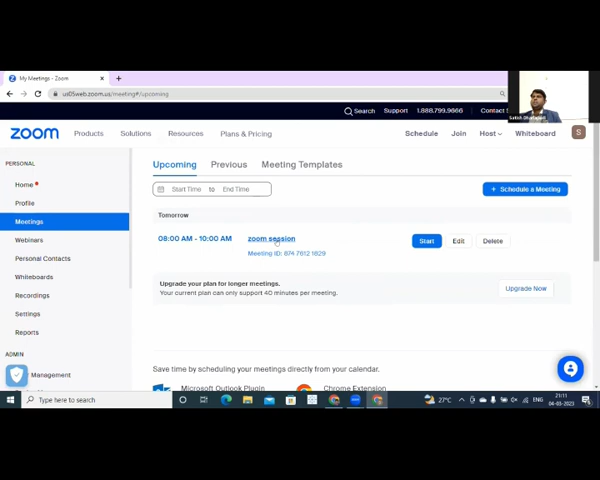 My Meetings - Zoom
us05web.zoom.us/meeting#/upcoming
Search Support 1.888.799.9666 Contact S
zoom Products Solutions Resources Plans & Pricing Schedule Join Host Whiteboard S
PERSONAL
Home
Profile
Meetings
Webinars
Personal Contacts
Whiteboards
Recordings
Settings
Reports
ADMIN
Management
Upcoming Previous Meeting Templates
Start Time to End Time
+ Schedule a Meeting
Tomorrow
08:00 AM - 10:00 AM zoom session
Meeting ID: 874 7612 1629
Start Edit Delete
Upgrade your plan for longer meetings.
Your current plan can only support 40 minutes per meeting.
Upgrade Now
Save time by scheduling your meetings directly from your calendar.
Microsoft Outlook Plugin Chrome Extension
Type here to search
27°C
ENG
21:11
04-03-2023